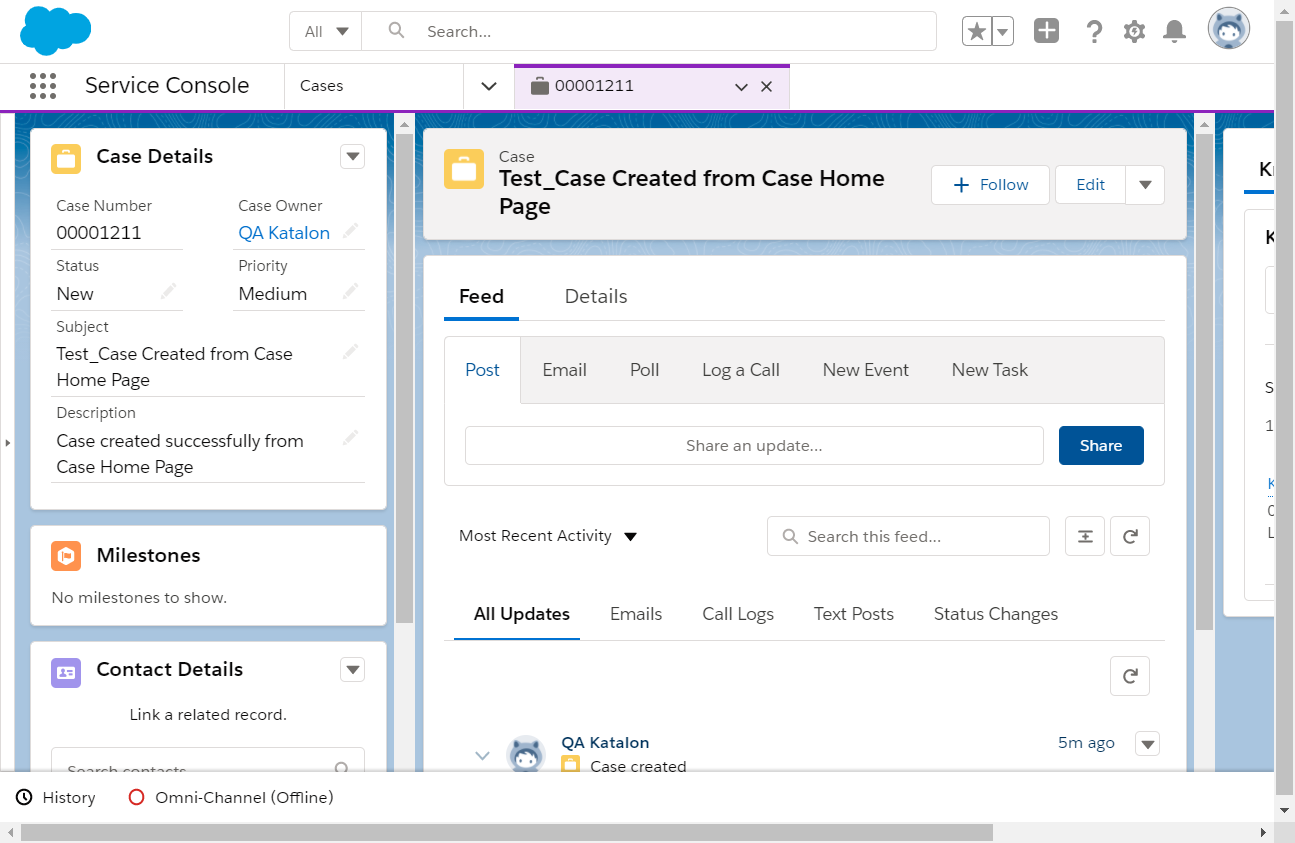 All
Search...
Service Console
Cases
00001211
Case Details
Case Number
00001211
Case Owner
QA Katalon
Status
New
Priority
Medium
Subject
Test_Case Created from Case
Home Page
Description
Case created successfully from
Case Home Page
Milestones
No milestones to show.
Contact Details
Link a related record.
Search contacts
Case
Test_Case Created from Case Home
Page
Follow
Edit
Feed
Details
Post
Email
Poll
Log a Call
New Event
New Task
Share an update...
Share
Most Recent Activity
Search this feed...
All Updates
Emails
Call Logs
Text Posts
Status Changes
QA Katalon
5m ago
Case created
History
Omni-Channel (Offline)